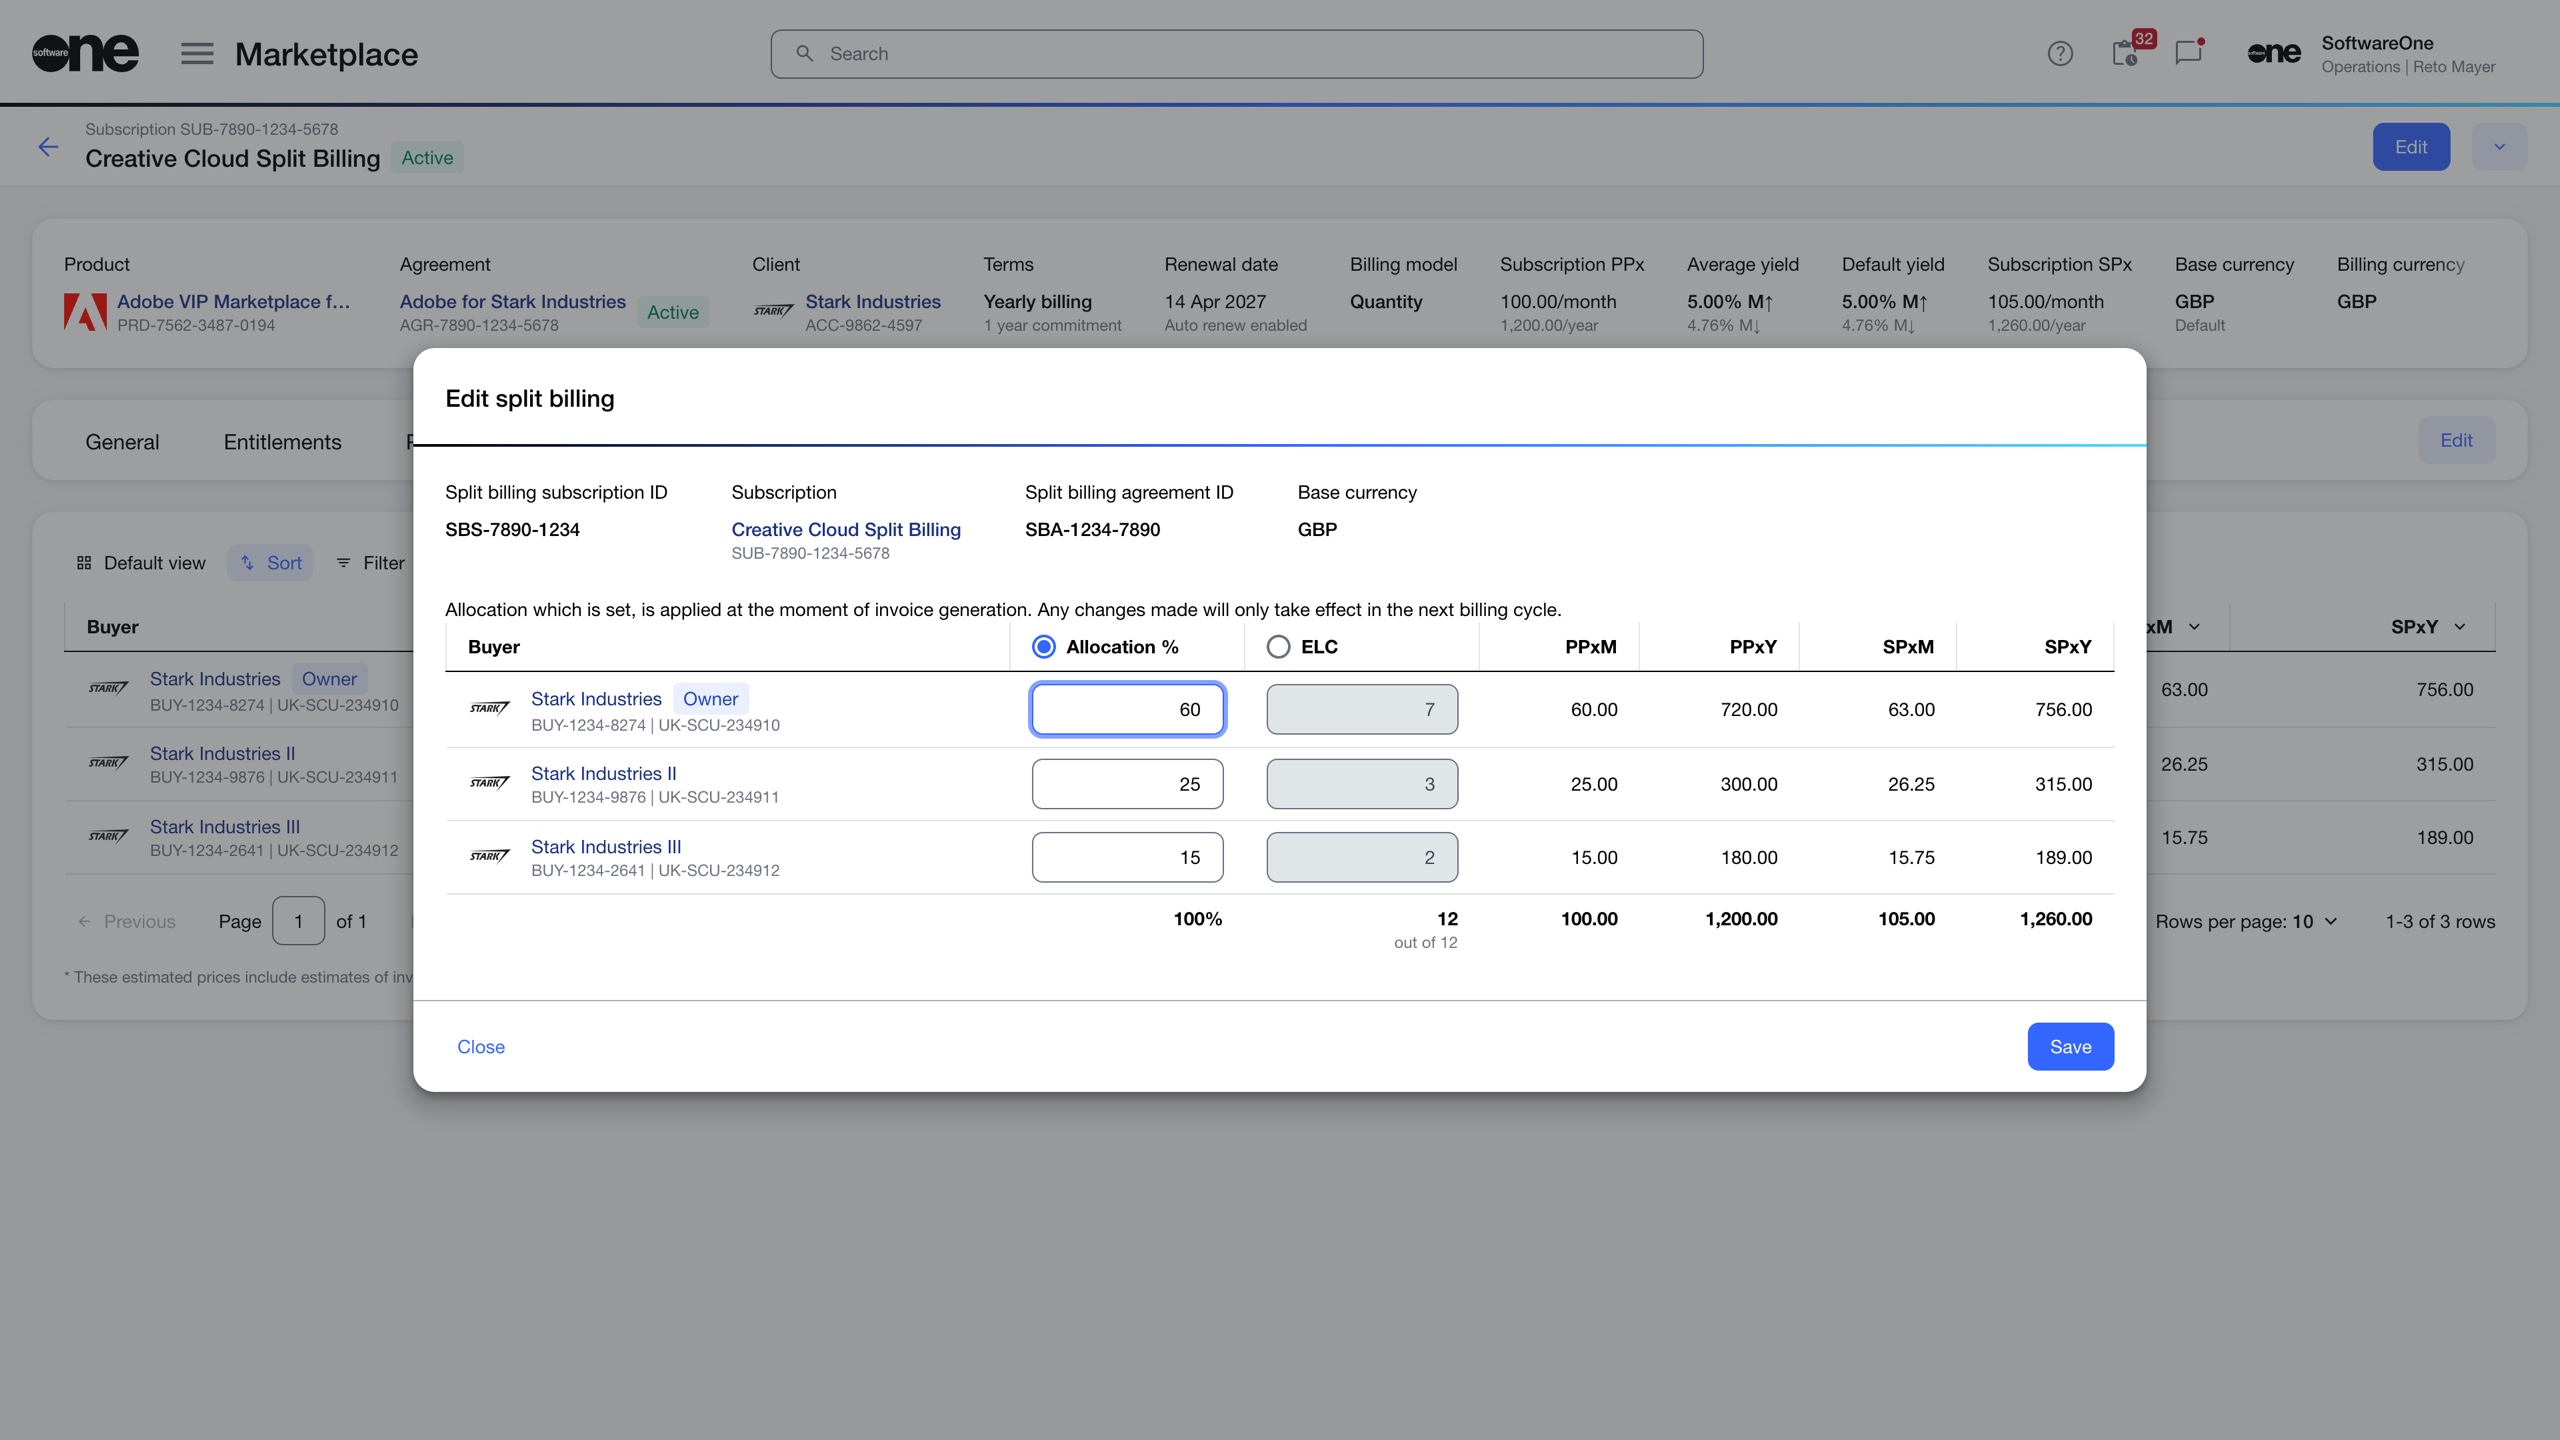 software one
Marketplace
Search
32
one
SoftwareOne
Operations | Reto Mayer
Subscription SUB-7890-1234-5678
Creative Cloud Split Billing
Active
Edit
Product
Agreement
Client
Terms
Renewal date
Billing model
Subscription PPx
Average yield
Default yield
Subscription SPx
Base currency
Billing currency
Adobe VIP Marketplace f...
PRD-7562-3487-0194
Adobe for Stark Industries
AGR-7890-1234-5678
Active
STARK
Stark Industries
ACC-9862-4597
Yearly billing
1 year commitment
14 Apr 2027
Auto renew enabled
Quantity
100.00/month
1,200.00/year
5.00% M↑
4.76% M↓
5.00% M↑
4.76% M↓
105.00/month
1,260.00/year
GBP
Default
GBP
General
Entitlements
Edit
Default view
Sort
Filter
Buyer
xM
SPxY
STARK
Stark Industries
Owner
BUY-1234-8274 | UK-SCU-234910
63.00
756.00
STARK
Stark Industries II
BUY-1234-9876 | UK-SCU-234911
26.25
315.00
STARK
Stark Industries III
BUY-1234-2641 | UK-SCU-234912
15.75
189.00
Previous
Page 1 of 1
Rows per page: 10
1-3 of 3 rows
* These estimated prices include estimates of inv
Edit split billing
Split billing subscription ID
Subscription
Split billing agreement ID
Base currency
SBS-7890-1234
Creative Cloud Split Billing
SUB-7890-1234-5678
SBA-1234-7890
GBP
Allocation which is set, is applied at the moment of invoice generation. Any changes made will only take effect in the next billing cycle.
Buyer
Allocation %
ELC
PPxM
PPxY
SPxM
SPxY
STARK
Stark Industries
Owner
BUY-1234-8274 | UK-SCU-234910
60
7
60.00
720.00
63.00
756.00
STARK
Stark Industries II
BUY-1234-9876 | UK-SCU-234911
25
3
25.00
300.00
26.25
315.00
STARK
Stark Industries III
BUY-1234-2641 | UK-SCU-234912
15
2
15.00
180.00
15.75
189.00
100%
12
out of 12
100.00
1,200.00
105.00
1,260.00
Close
Save